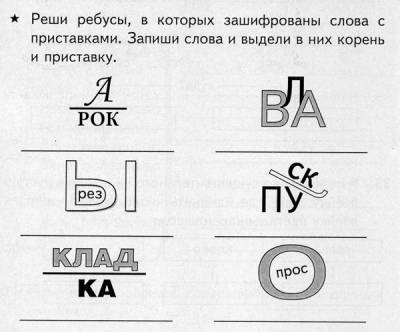 ★ Реши ребусы, в которых зашифрованы слова с
приставками. Запиши слова и выдели в них корень
и приставку.
А
РОК
Л
ВА
Ы
рез
СК
ПУ
КЛАД
КА
О
прос